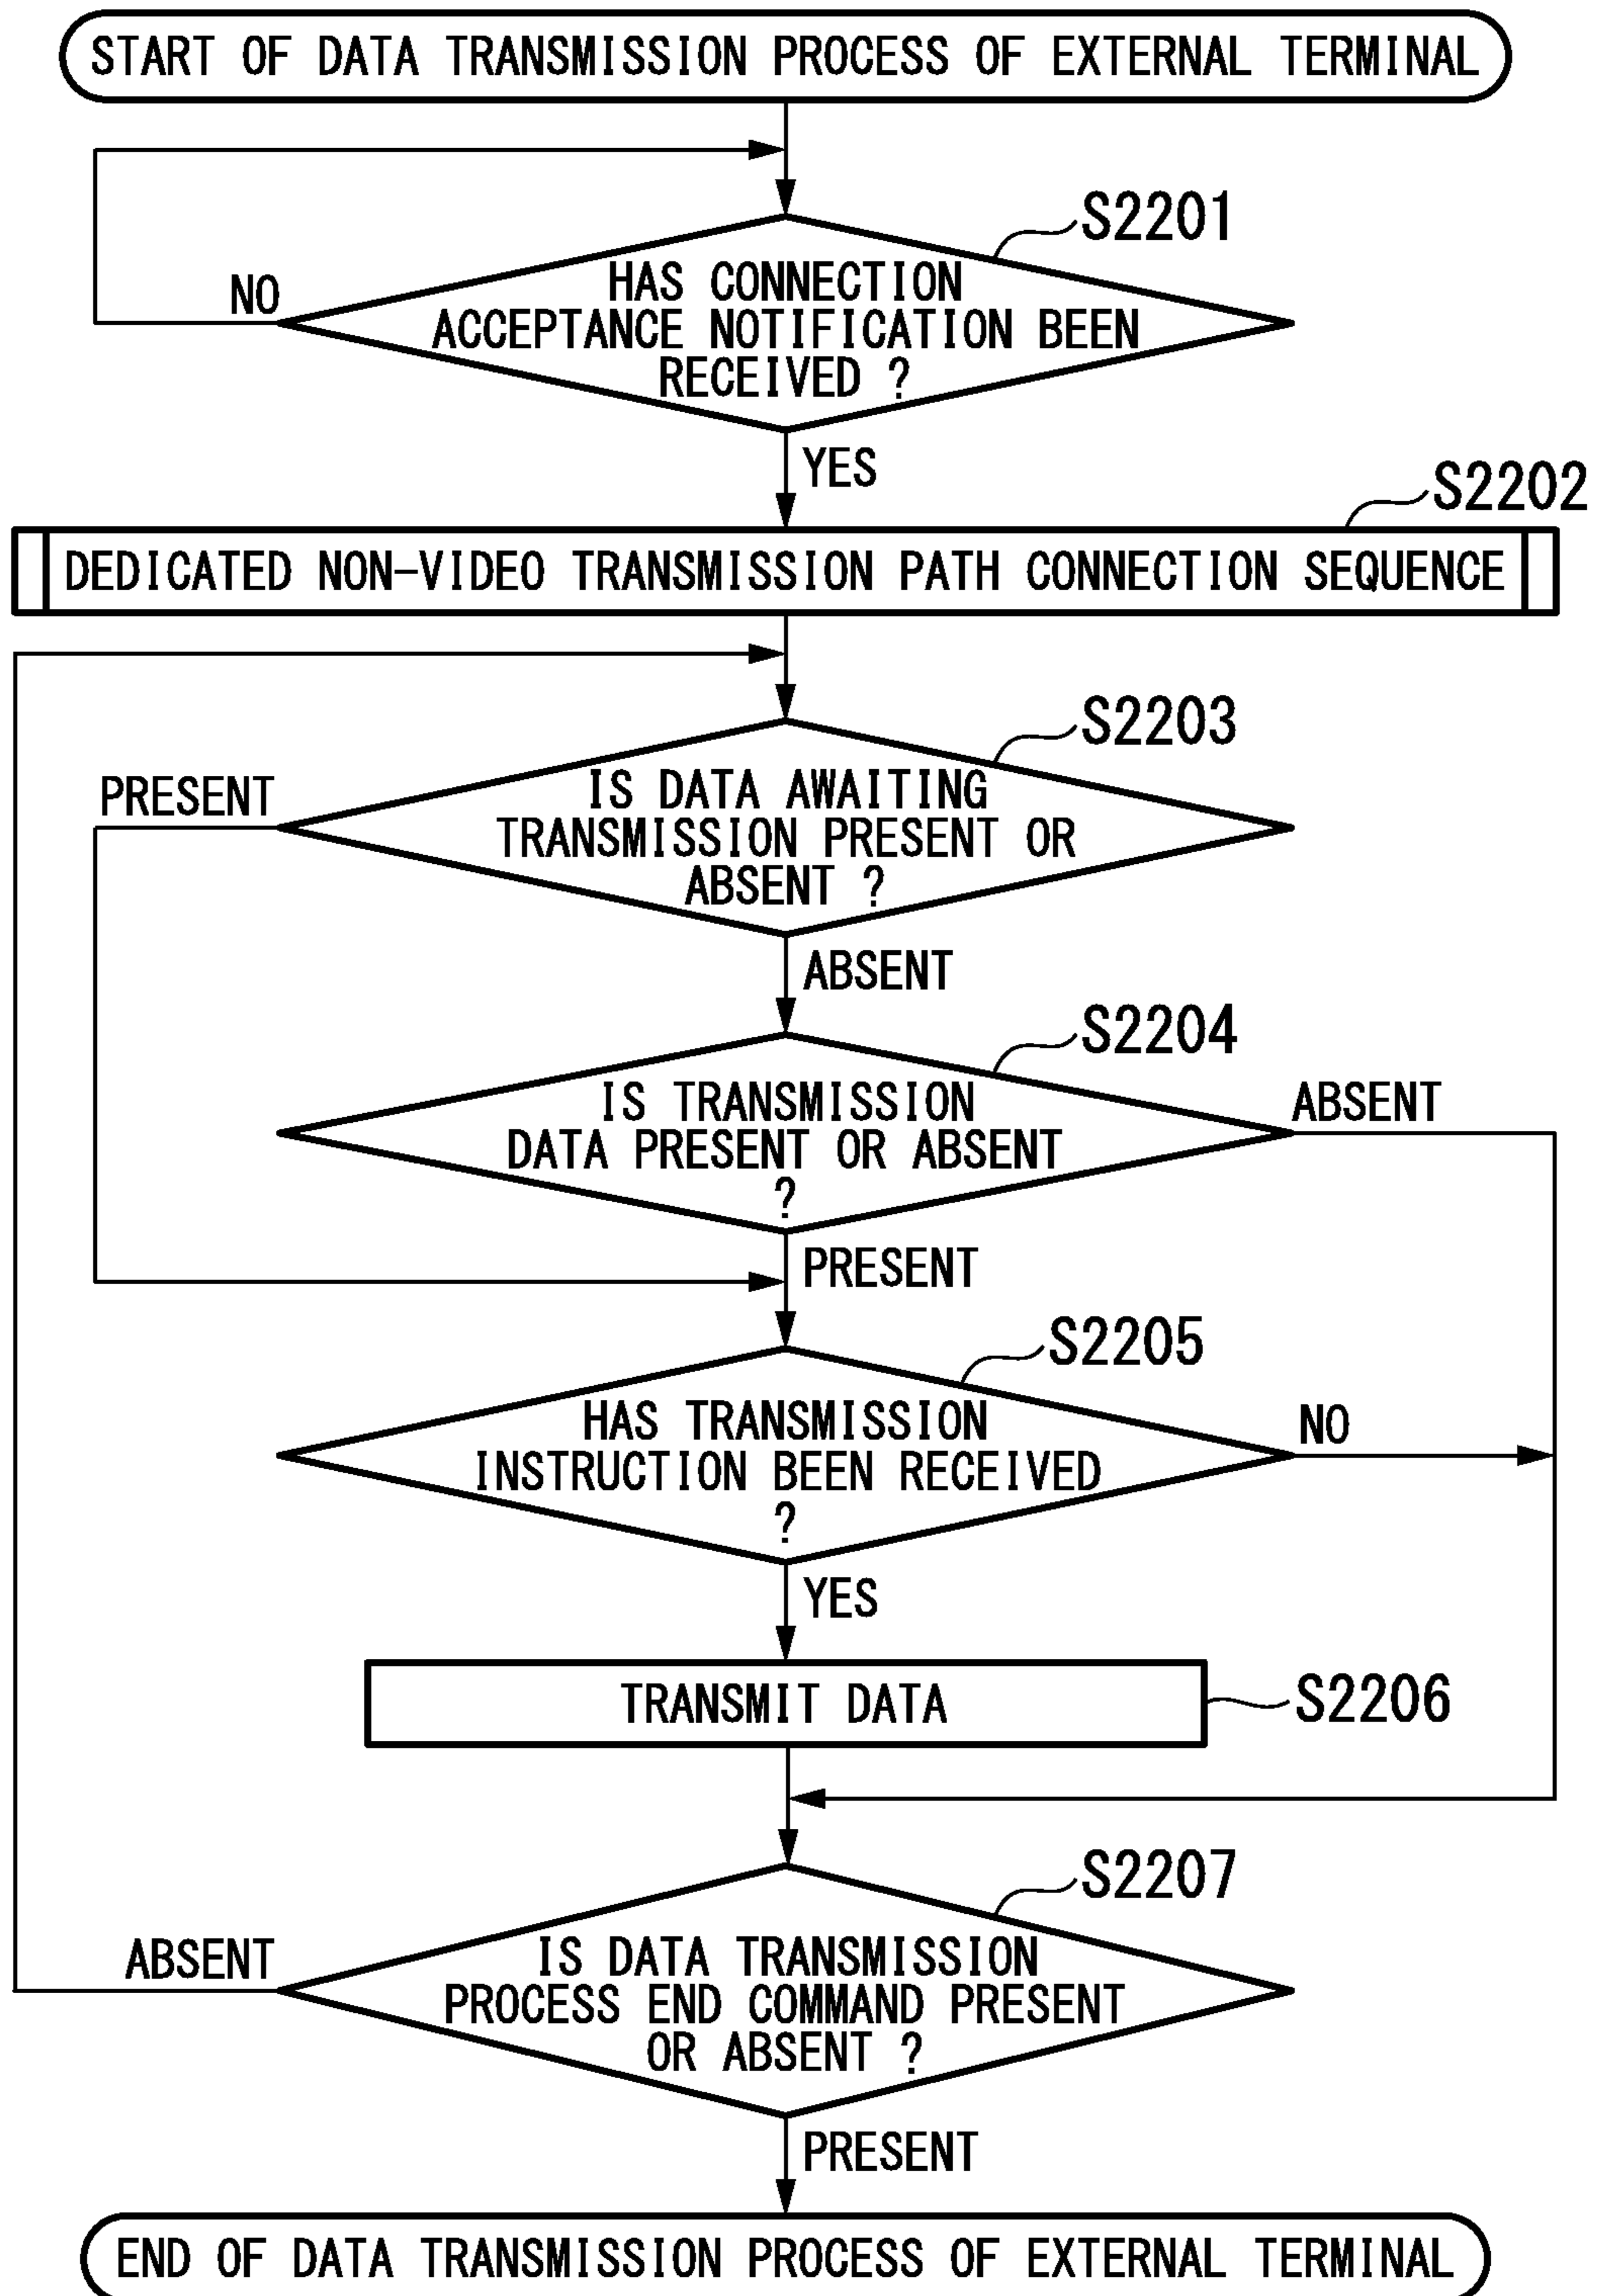 START OF DATA TRANSMISSION PROCESS OF EXTERNAL TERMINAL
S2201
HAS CONNECTION
ACCEPTANCE NOTIFICATION BEEN
RECEIVED ?
NO
YES
S2202
DEDICATED NON-VIDEO TRANSMISSION PATH CONNECTION SEQUENCE
S2203
IS DATA AWAITING
TRANSMISSION PRESENT OR
ABSENT ?
PRESENT
ABSENT
S2204
IS TRANSMISSION
DATA PRESENT OR ABSENT
?
ABSENT
PRESENT
S2205
HAS TRANSMISSION
INSTRUCTION BEEN RECEIVED
?
NO
YES
TRANSMIT DATA
S2206
S2207
IS DATA TRANSMISSION
PROCESS END COMMAND PRESENT
OR ABSENT ?
ABSENT
PRESENT
END OF DATA TRANSMISSION PROCESS OF EXTERNAL TERMINAL